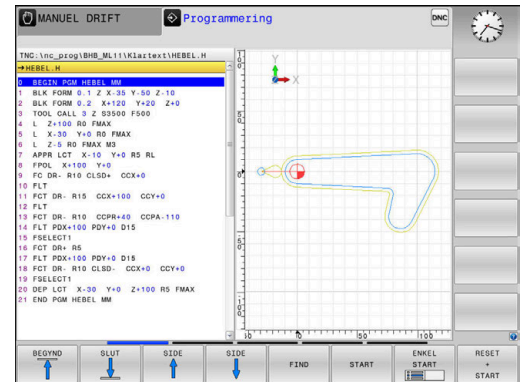 MANUEL DRIFT
Programmering
DNC
TNC:\nc_prog\BHB_ML11\Klartext\HEBEL.H
→HEBEL.H
0 BEGIN PGM HEBEL MM
1 BLK FORM 0.1 Z X-35 Y-50 Z-10
2 BLK FORM 0.2 X+120 Y+20 Z+0
3 TOOL CALL 3 Z S3500 F500
4 L Z+100 R0 FMAX
5 L X-30 Y+0 R0 FMAX
6 L Z-5 R0 FMAX M3
7 APPR LCT X-10 Y+0 R5 RL
8 FPOL X+100 Y+0
9 FC DR- R10 CLSD+ CCX+0
10 FLT
11 FCT DR- R15 CCX+100 CCY+0
12 FLT
13 FCT DR- R10 CCPR+40 CCPA-110
14 FLT PDX+100 PDY+0 D15
15 FSELECT1
16 FCT DR+ R5
17 FLT PDX+100 PDY+0 D15
18 FCT DR- R10 CLSD- CCX+0 CCY+0
19 FSELECT1
20 DEP LCT X-30 Y+0 Z+100 R5 FMAX
21 END PGM HEBEL MM
Y
X
50
0
50
100
BEGYND
SLUT
SIDE
SIDE
FIND
START
ENKEL
START
RESET
+
START